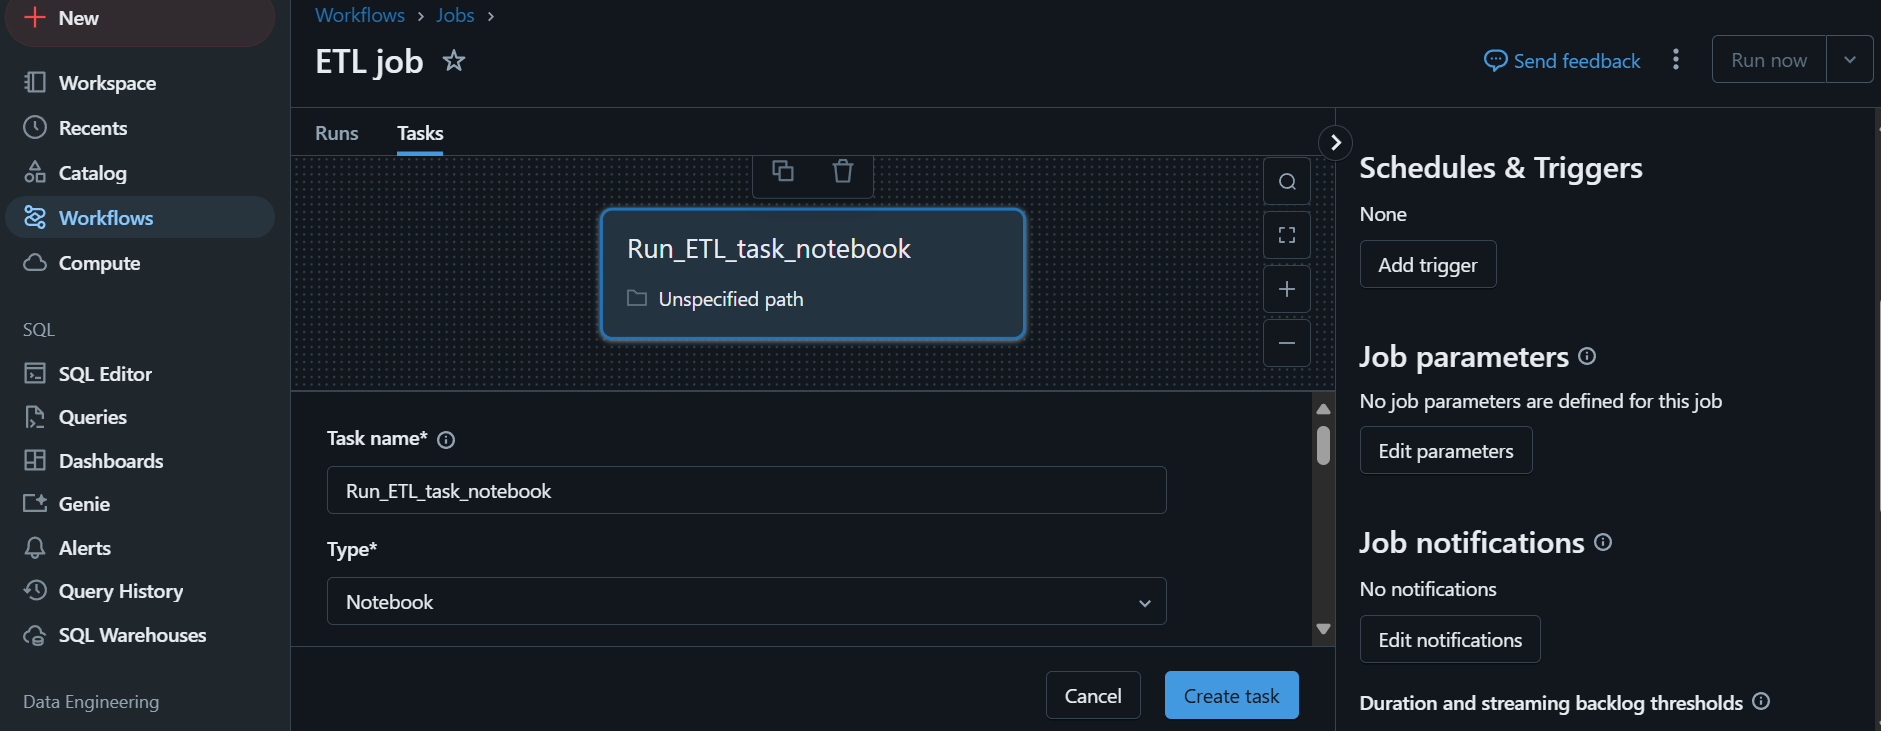 New
Workspace
Recents
Catalog
Workflows
Compute
SQL
SQL Editor
Queries
Dashboards
Genie
Alerts
Query History
SQL Warehouses
Data Engineering
Workflows > Jobs >
ETL job
Send feedback
Run now
Runs Tasks
Run_ETL_task_notebook
Unspecified path
Task name*
Run_ETL_task_notebook
Type*
Notebook
Cancel Create task
Schedules & Triggers
None
Add trigger
Job parameters
No job parameters are defined for this job
Edit parameters
Job notifications
No notifications
Edit notifications
Duration and streaming backlog thresholds